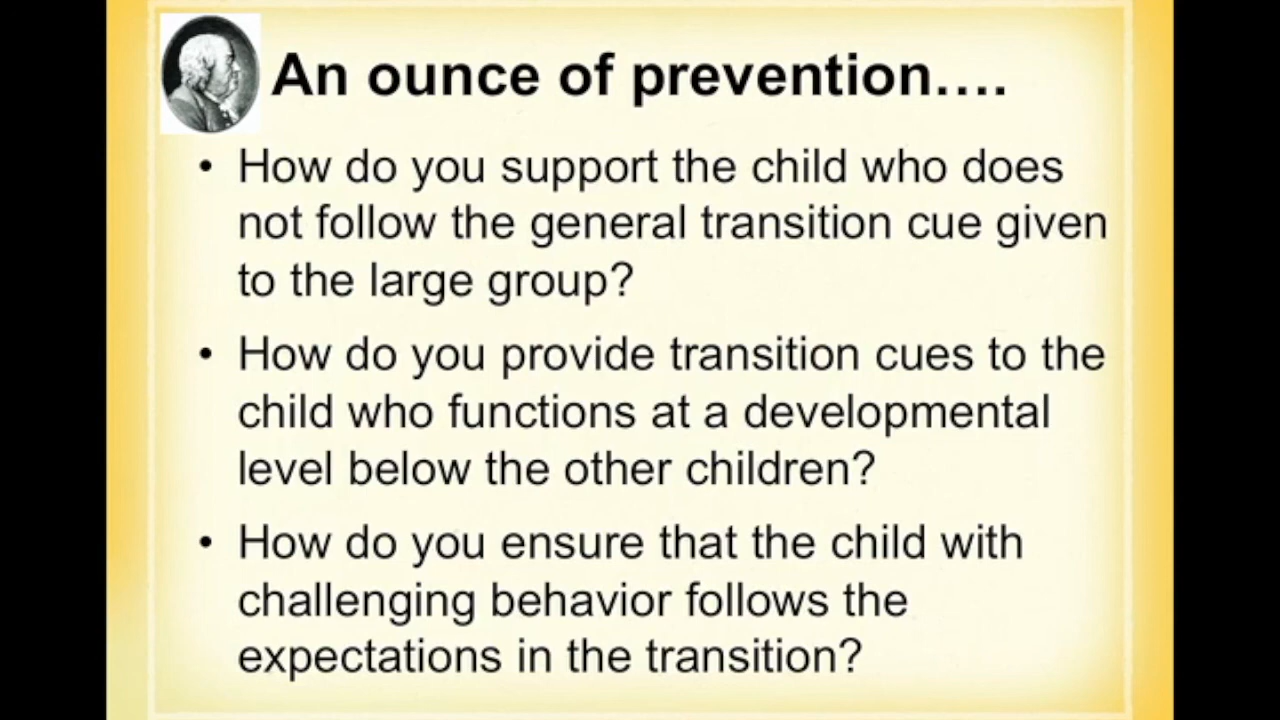 An ounce of prevention….
• How do you support the child who does
not follow the general transition cue given
to the large group?
• How do you provide transition cues to the
child who functions at a developmental
level below the other children?
• How do you ensure that the child with
challenging behavior follows the
expectations in the transition?